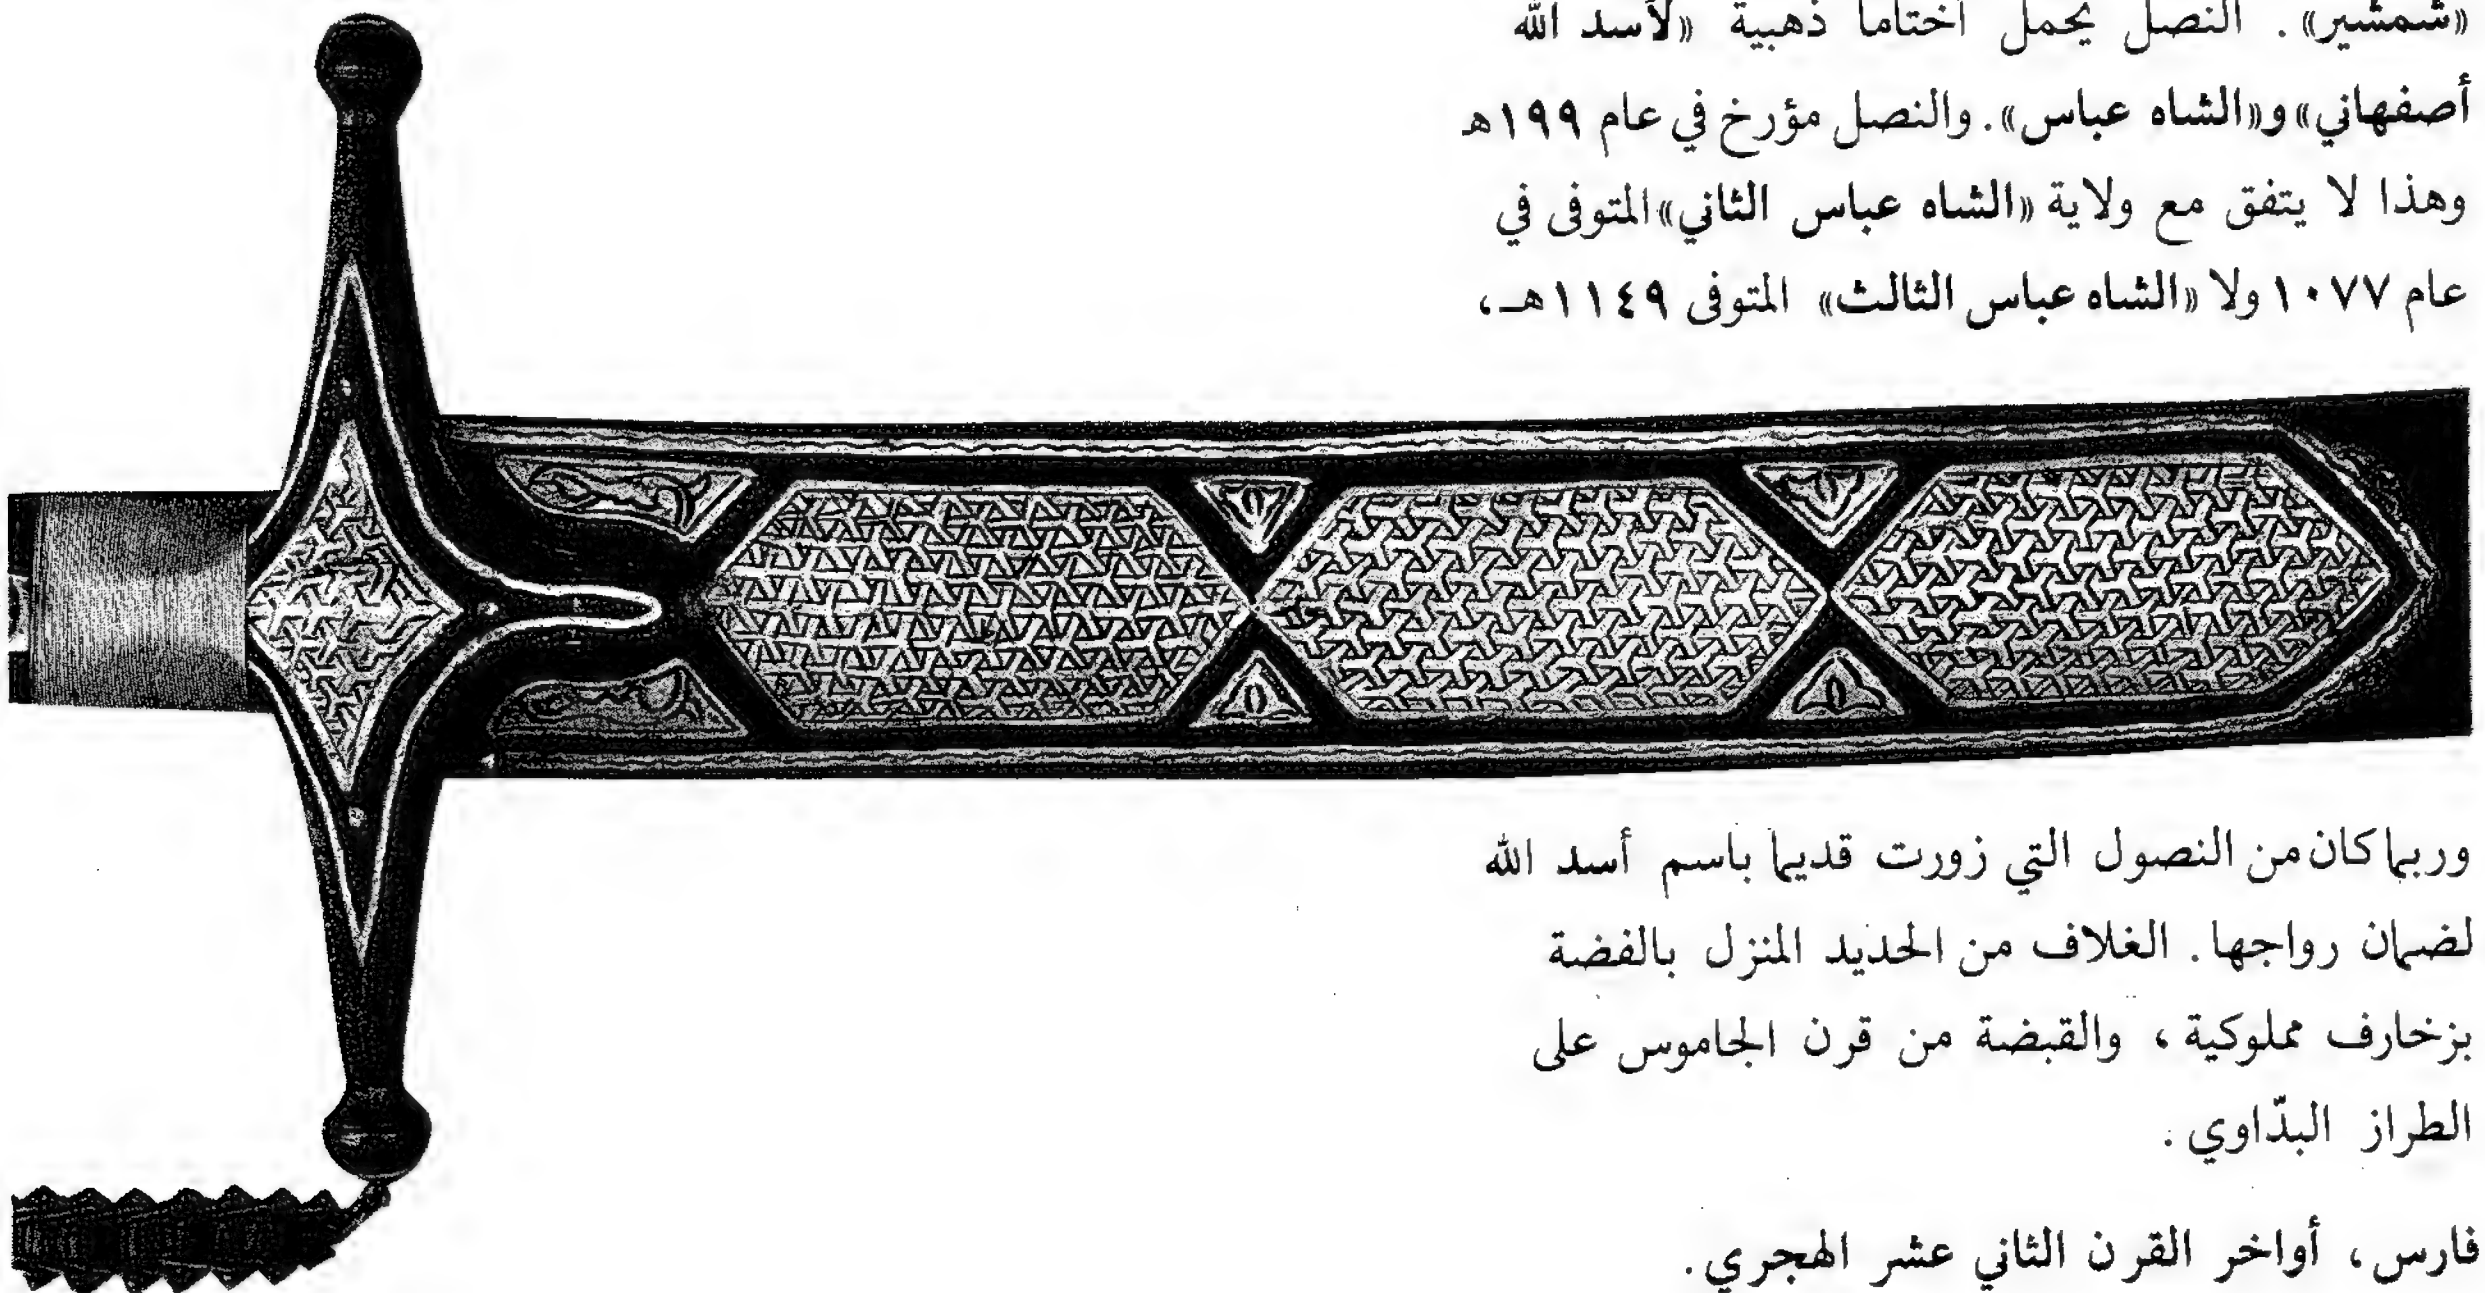 «شمشير». النصل يحمل أختاما ذهبية «لأسد الله
أصفهاني» و«الشاه عباس». والنصل مؤرخ في عام ١٩٩هـ
وهذا لا يتفق مع ولاية «الشاه عباس الثاني» المتوفى في
عام ١٠٧٧ ولا «الشاه عباس الثالث» المتوفى ١١٤٩هـ،
وربما كان من النصول التي زورت قديما باسم أسد الله
لضمان رواجها. الغلاف من الحديد المنزل بالفضة
بزخارف مملوكية، والقبضة من قرن الجاموس على
الطراز البدّاوي.
فارس، أواخر القرن الثاني عشر الهجري.